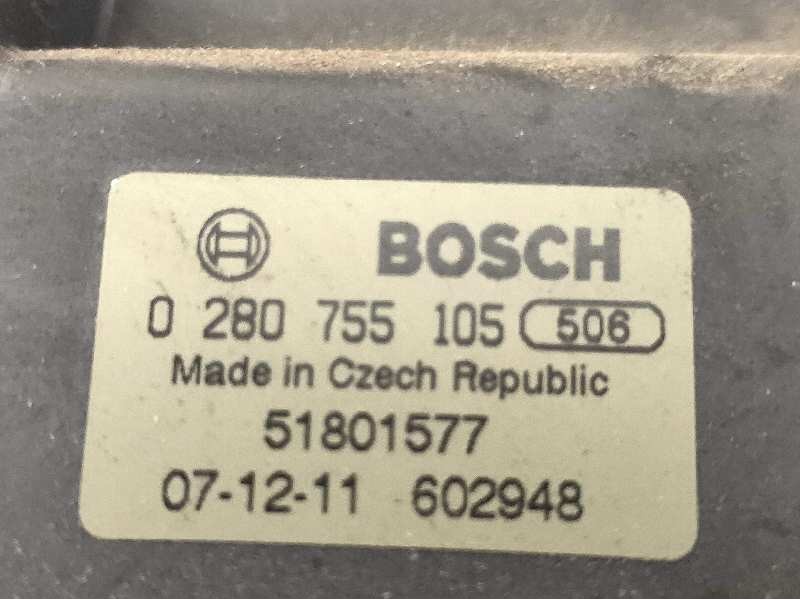 BOSCH
0 280 755 105 506
Made in Czech Republic
51801577
07-12-11 602948